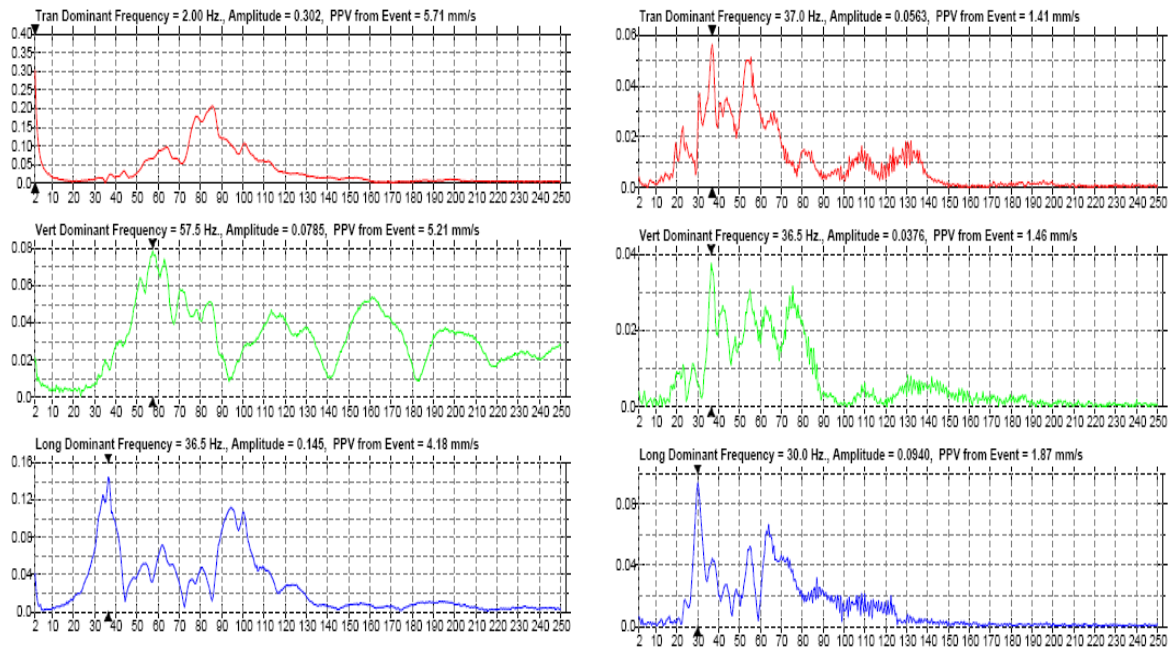 Tran Dominant Frequency = 2.00 Hz., Amplitude = 0.302, PPV from Event = 5.71 mm/s
0.40
0.35
0.30
0.25
0.20
0.15
0.10
0.05
0.0
2 10 20 30 40 50 60 70 80 90 100 110 120 130 140 150 160 170 180 190 200 210 220 230 240 250
Vert Dominant Frequency = 57.5 Hz., Amplitude = 0.0785, PPV from Event = 5.21 mm/s
0.08
0.06
0.04
0.02
0.0
2 10 20 30 40 50 60 70 80 90 100 110 120 130 140 150 160 170 180 190 200 210 220 230 240 250
Long Dominant Frequency = 36.5 Hz., Amplitude = 0.145, PPV from Event = 4.18 mm/s
0.16
0.12
0.08
0.04
0.0
2 10 20 30 40 50 60 70 80 90 100 110 120 130 140 150 160 170 180 190 200 210 220 230 240 250
Tran Dominant Frequency = 37.0 Hz., Amplitude = 0.0563, PPV from Event = 1.41 mm/s
0.06
0.04
0.02
0.0
2 10 20 30 40 50 60 70 80 90 100 110 120 130 140 150 160 170 180 190 200 210 220 230 240 250
Vert Dominant Frequency = 36.5 Hz., Amplitude = 0.0376, PPV from Event = 1.46 mm/s
0.04
0.02
0.0
2 10 20 30 40 50 60 70 80 90 100 110 120 130 140 150 160 170 180 190 200 210 220 230 240 250
Long Dominant Frequency = 30.0 Hz., Amplitude = 0.0940, PPV from Event = 1.87 mm/s
0.08
0.04
0.0
2 10 20 30 40 50 60 70 80 90 100 110 120 130 140 150 160 170 180 190 200 210 220 230 240 250